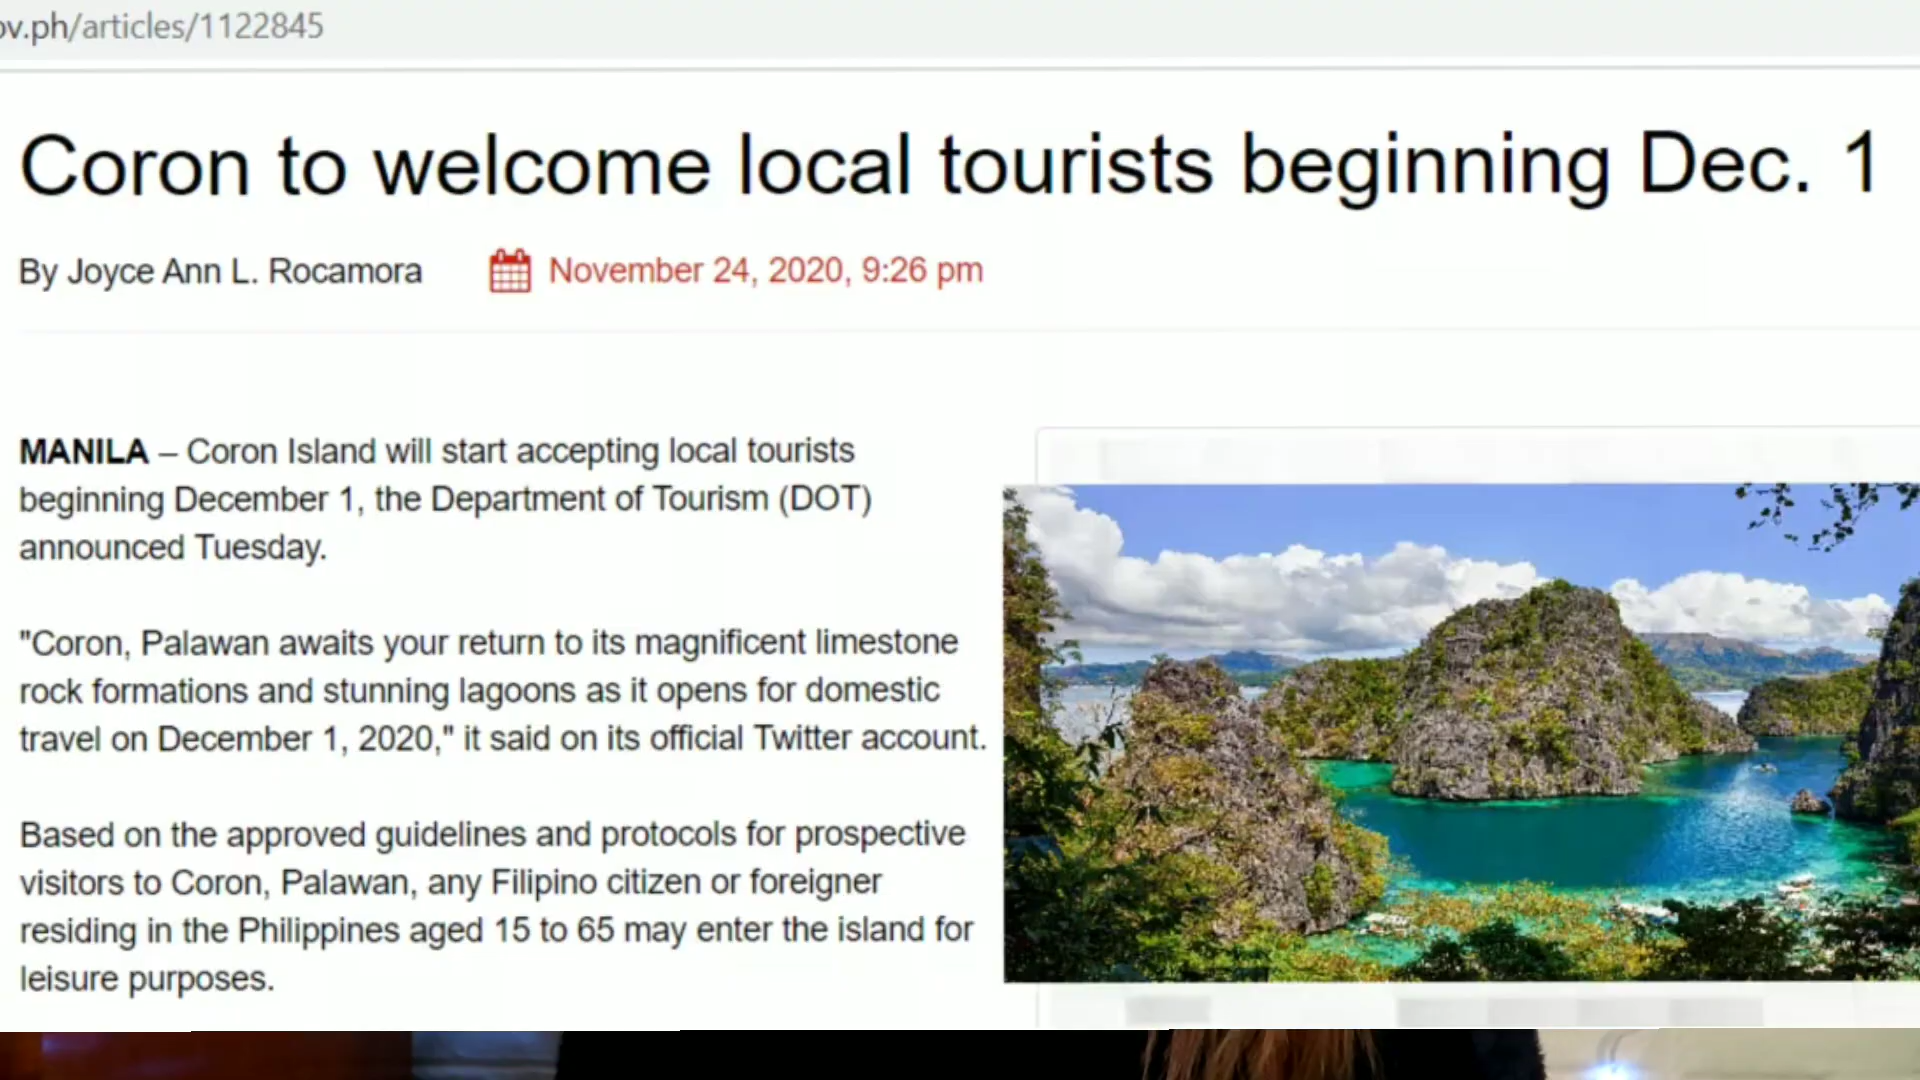 ov.ph/articles/1122845
Coron to welcome local tourists beginning Dec. 1
By Joyce Ann L. Rocamora
November 24, 2020, 9:26 pm
MANILA – Coron Island will start accepting local tourists
beginning December 1, the Department of Tourism (DOT)
announced Tuesday.
"Coron, Palawan awaits your return to its magnificent limestone
rock formations and stunning lagoons as it opens for domestic
travel on December 1, 2020," it said on its official Twitter account.
Based on the approved guidelines and protocols for prospective
visitors to Coron, Palawan, any Filipino citizen or foreigner
residing in the Philippines aged 15 to 65 may enter the island for
leisure purposes.